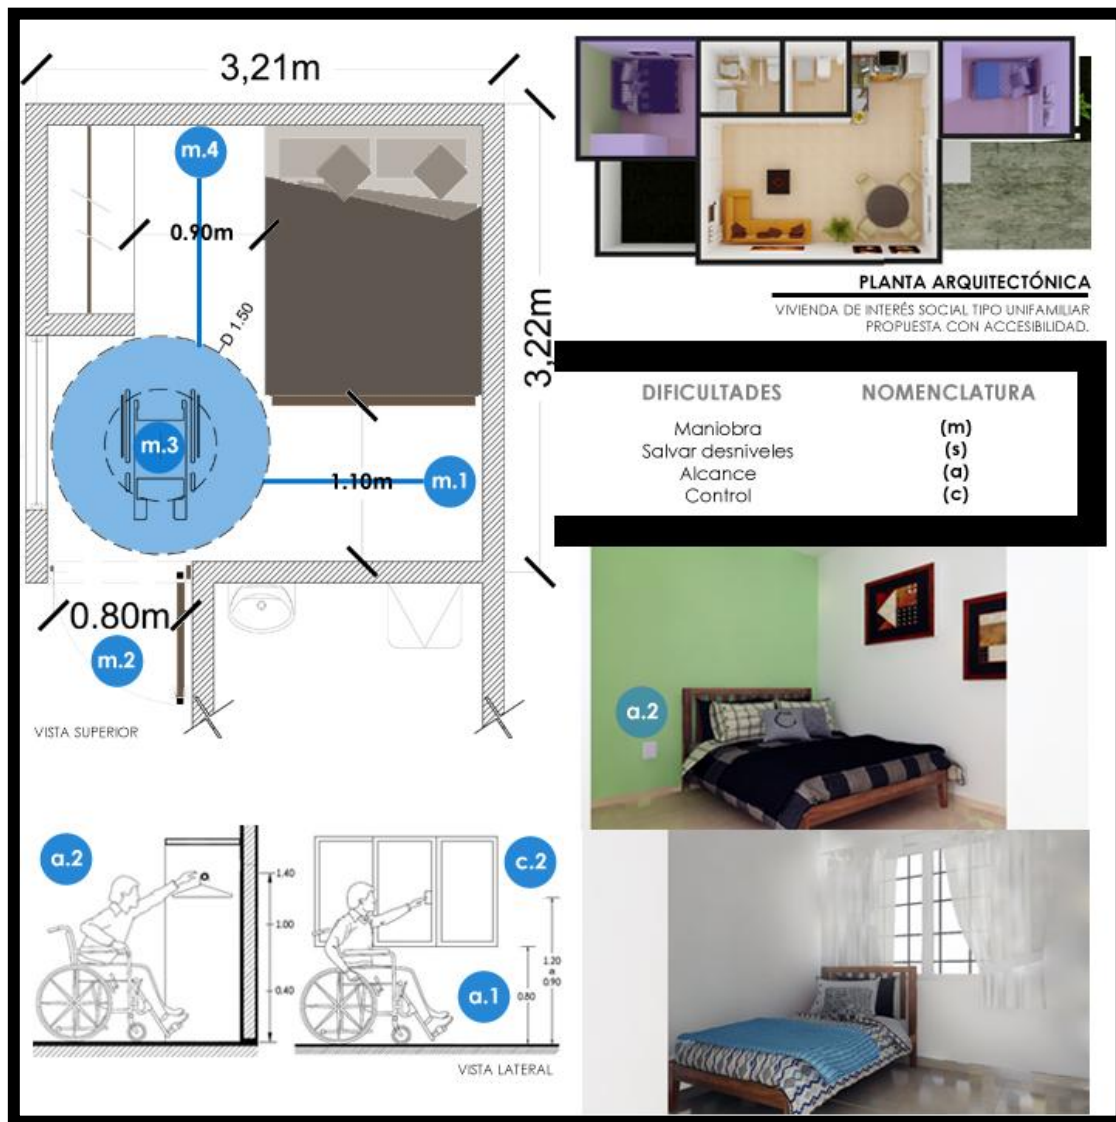 3,21m
m.4
0.90m
D 1.50
3,22m
m.3
1.10m
m.1
0.80m
m.2
VISTA SUPERIOR
PLANTA ARQUITECTÓNICA
VIVIENDA DE INTERÉS SOCIAL TIPO UNIFAMILIAR
PROPUESTA CON ACCESIBILIDAD.
DIFICULTADES NOMENCLATURA
Maniobra (m)
Salvar desniveles (s)
Alcance (a)
Control (c)
a.2
C
a.2
1.40
1.00
0.40
c.2
a.1
0.80
1.20
a
0.90
VISTA LATERAL